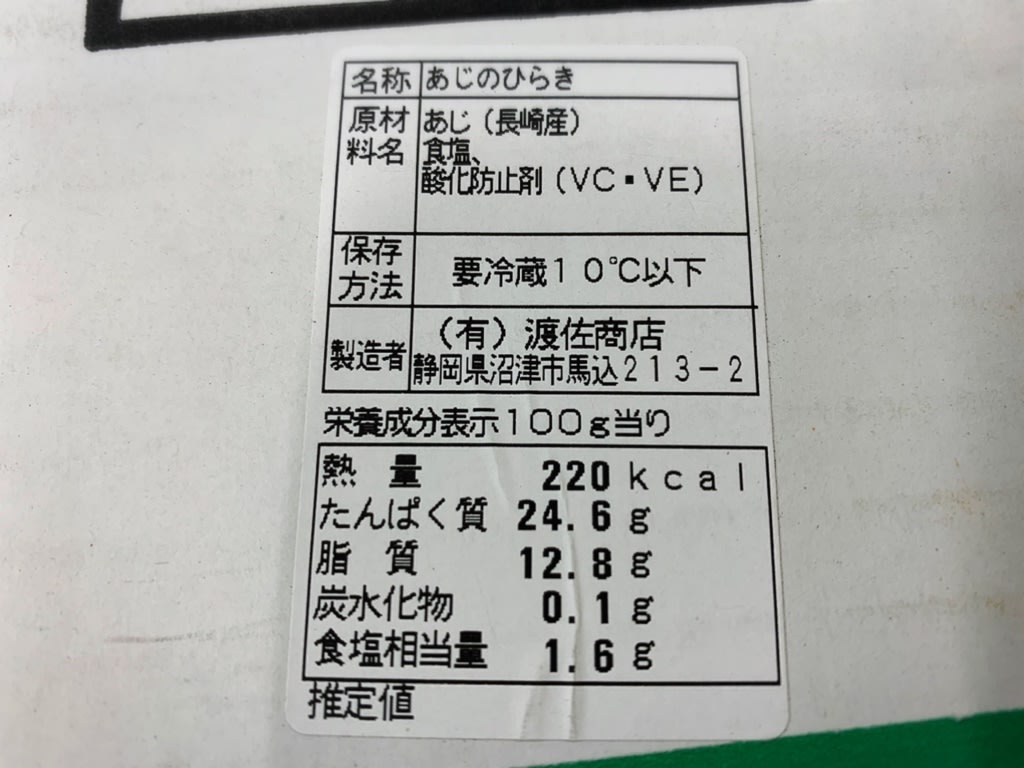 名称 あじのひらき
原材 あじ（長崎産）
料名 食塩、
酸化防止剤（ＶＣ・ＶＥ）
保存
方法 要冷蔵１０℃以下
製造者 （有）渡佐商店
静岡県沼津市馬込２１３－２
栄養成分表示１００ｇ当り
熱 量 220 ｋｃａｌ
たんぱく質 24.6 ｇ
脂 質 12.8 ｇ
炭水化物 0.1 ｇ
食塩相当量 1.6 ｇ
推定値